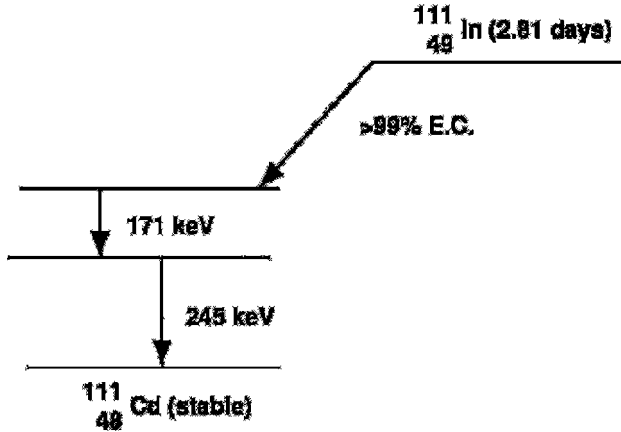 111
49 In (2.81 days)
>99% E.C.
171 keV
245 keV
111
48 Cd (stable)